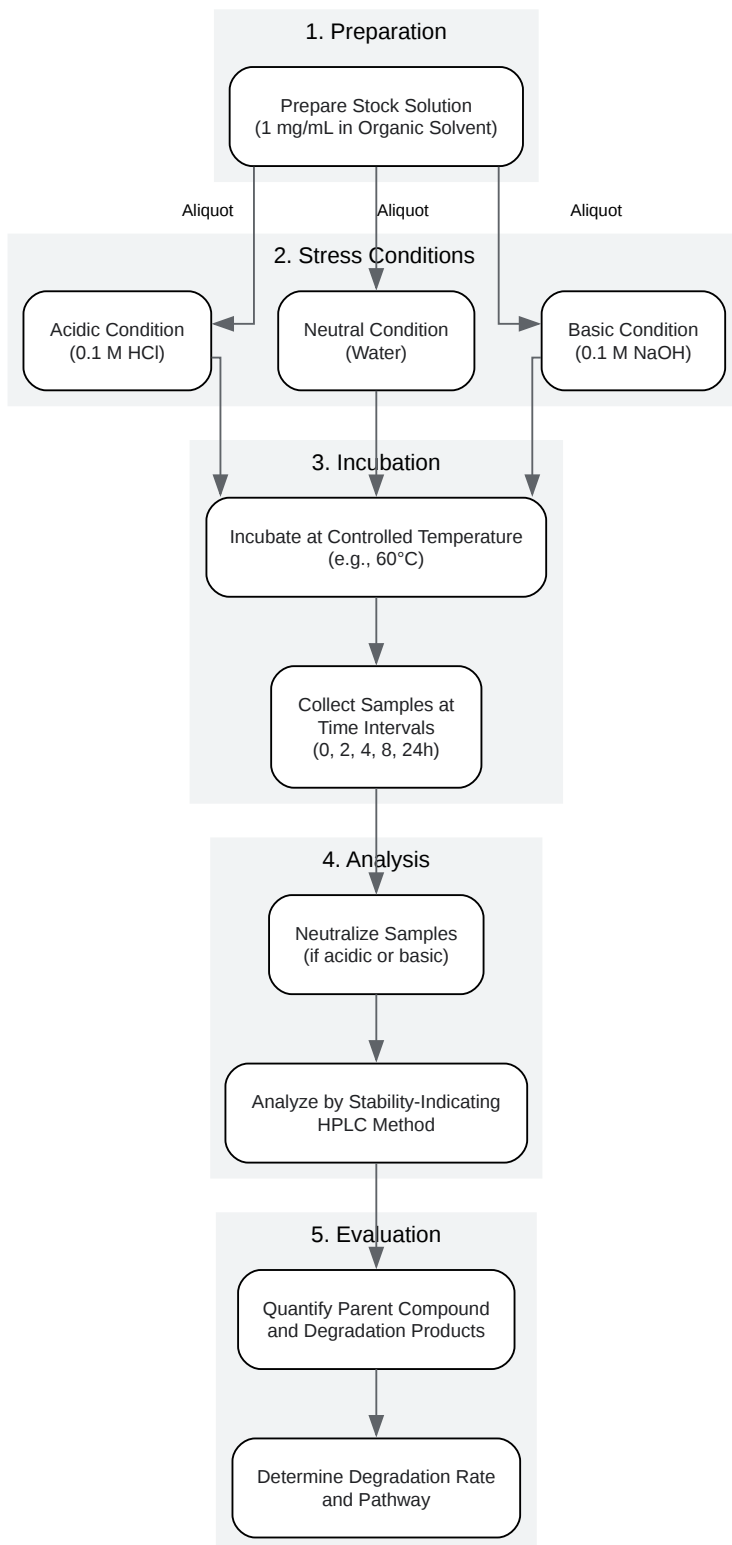 1. Preparation
Prepare Stock Solution
(1 mg/mL in Organic Solvent)
Aliquot
Aliquot
Aliquot
2. Stress Conditions
Acidic Condition
(0.1 M HCl)
Neutral Condition
(Water)
Basic Condition
(0.1 M NaOH)
3. Incubation
Incubate at Controlled Temperature
(e.g., 60°C)
Collect Samples at
Time Intervals
(0, 2, 4, 8, 24h)
4. Analysis
Neutralize Samples
(if acidic or basic)
Analyze by Stability-Indicating
HPLC Method
5. Evaluation
Quantify Parent Compound
and Degradation Products
Determine Degradation Rate
and Pathway